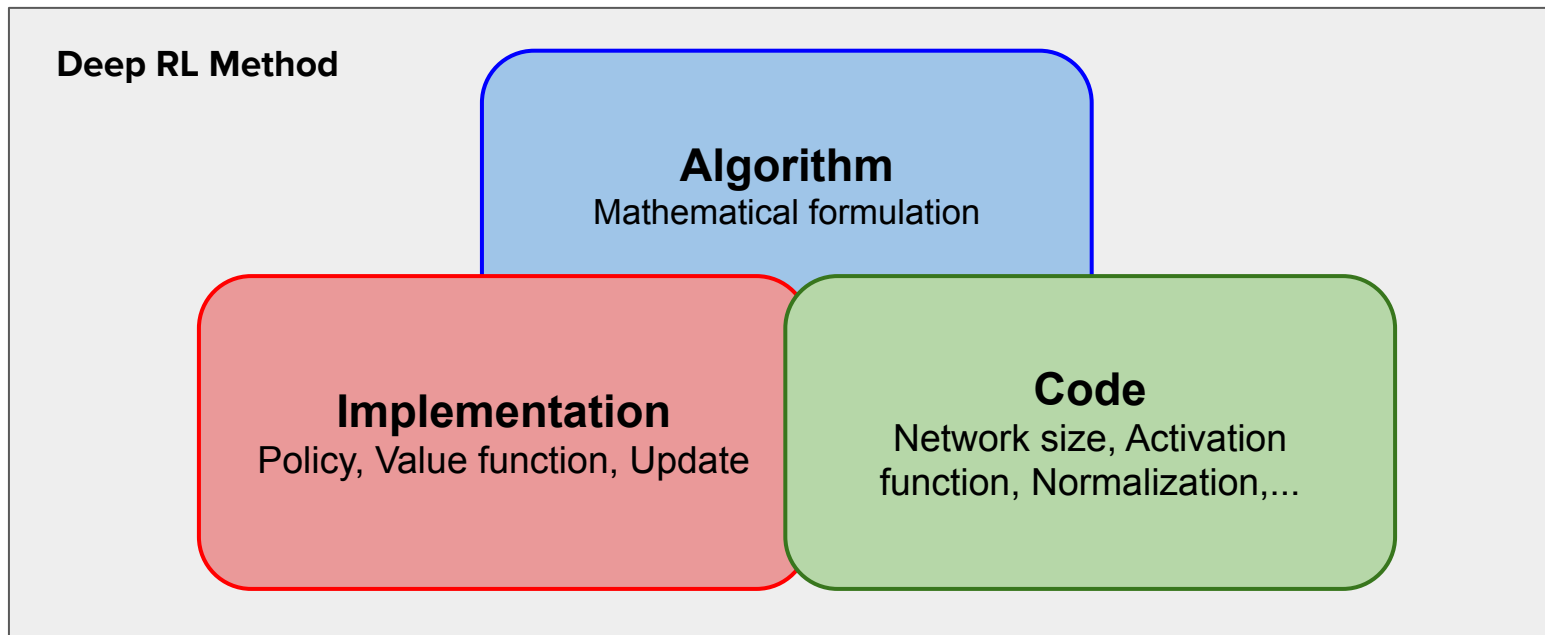 Deep RL Method
Algorithm
Mathematical formulation
Implementation
Policy, Value function, Update
Code
Network size, Activation
function, Normalization,...